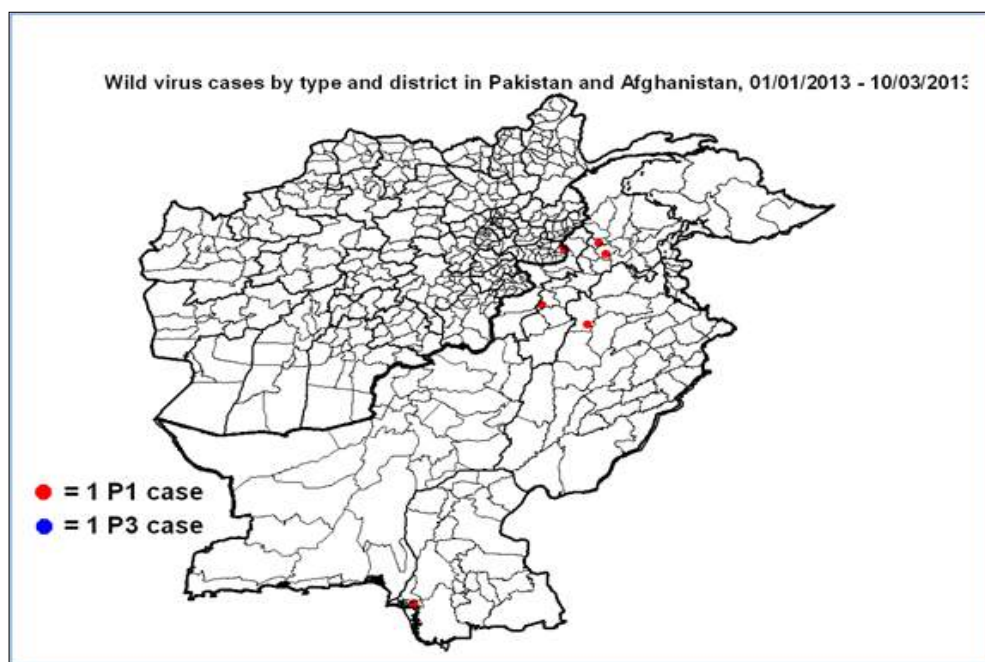 Wild virus cases by type and district in Pakistan and Afghanistan, 01/01/2013 - 10/03/2013
= 1 P1 case
= 1 P3 case